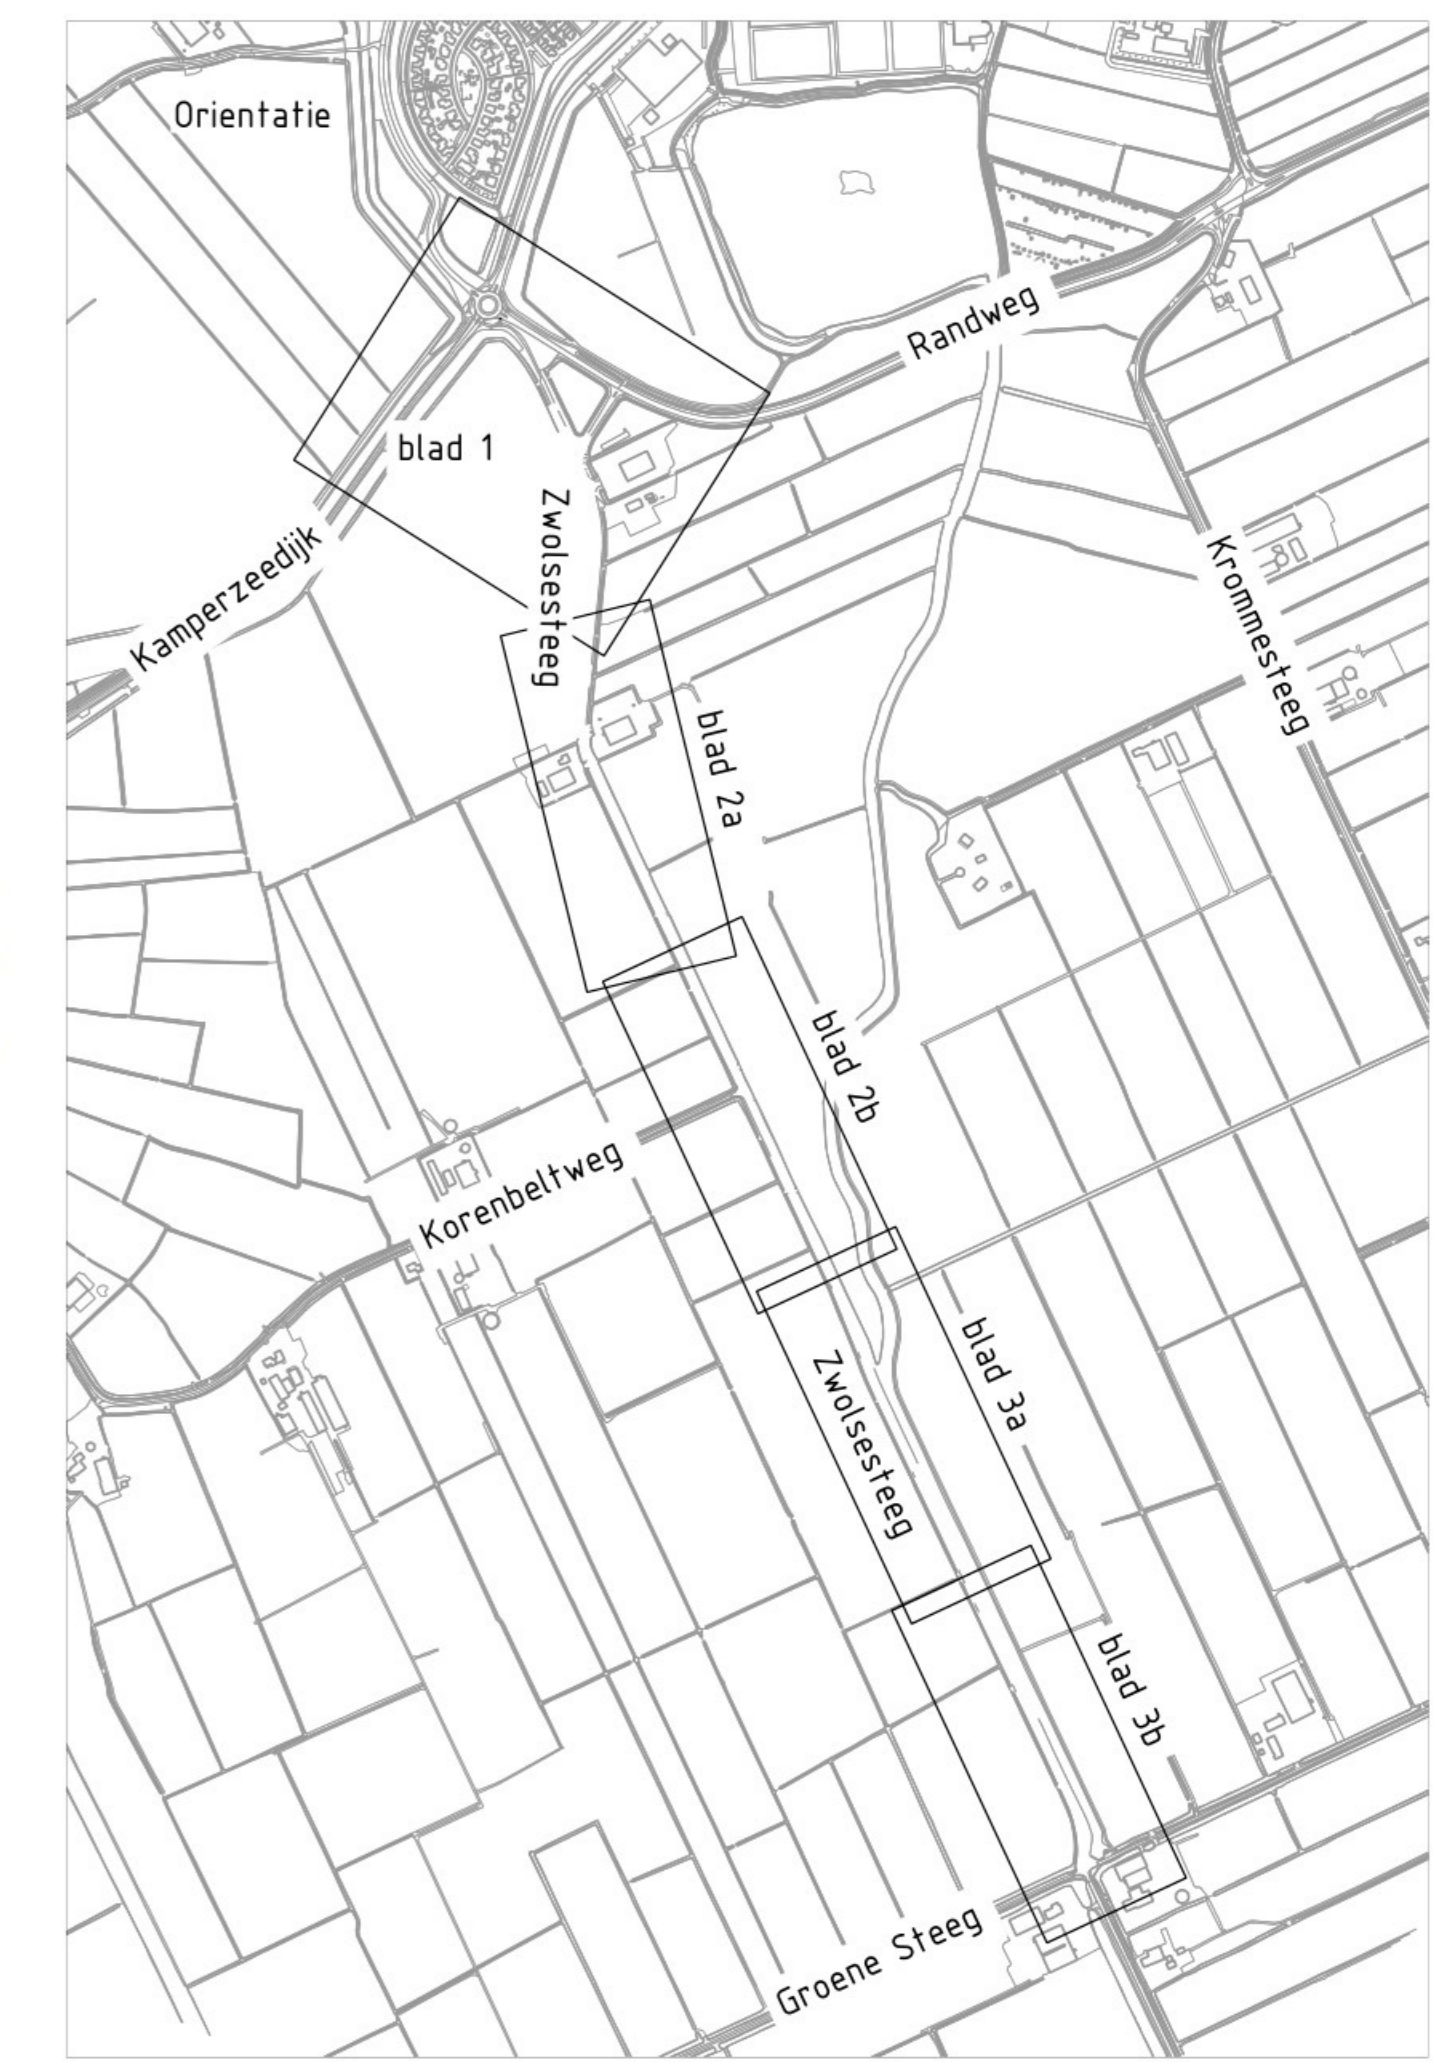 Orientatie
Randweg
blad 1
Zwolsesteeg
Kamperzeedijk
Krommesteeg
blad 2a
blad 2b
Korenbeltweg
blad 3a
Zwolsesteeg
blad 3b
Groene Steeg